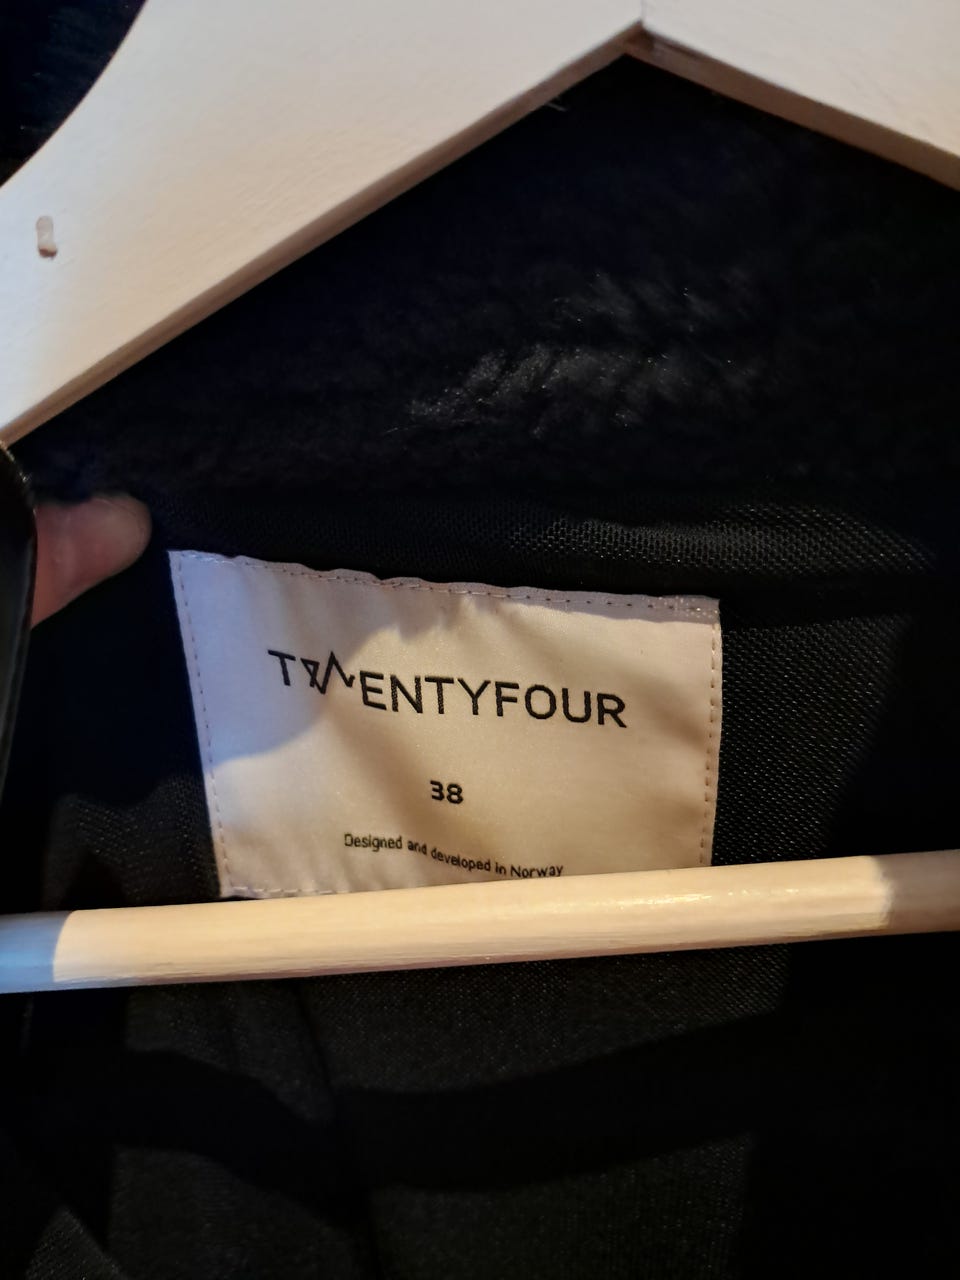 TWENTYFOUR
38
Designed and developed in Norway